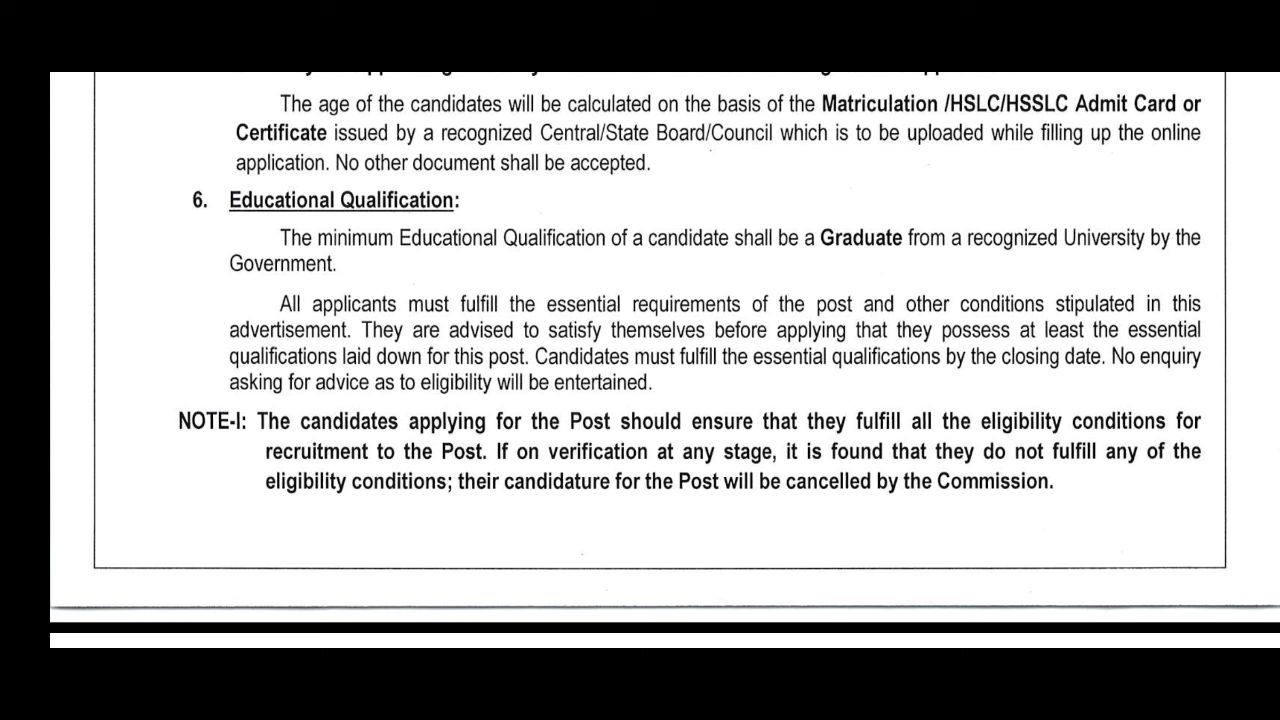 The age of the candidates will be calculated on the basis of the Matriculation /HSLC/HSSLC Admit Card or
Certificate issued by a recognized Central/State Board/Council which is to be uploaded while filling up the online
application. No other document shall be accepted.
6. Educational Qualification:
The minimum Educational Qualification of a candidate shall be a Graduate from a recognized University by the
Government.
All applicants must fulfill the essential requirements of the post and other conditions stipulated in this
advertisement. They are advised to satisfy themselves before applying that they possess at least the essential
qualifications laid down for this post. Candidates must fulfill the essential qualifications by the closing date. No enquiry
asking for advice as to eligibility will be entertained.
NOTE-I: The candidates applying for the Post should ensure that they fulfill all the eligibility conditions for
recruitment to the Post. If on verification at any stage, it is found that they do not fulfill any of the
eligibility conditions; their candidature for the Post will be cancelled by the Commission.